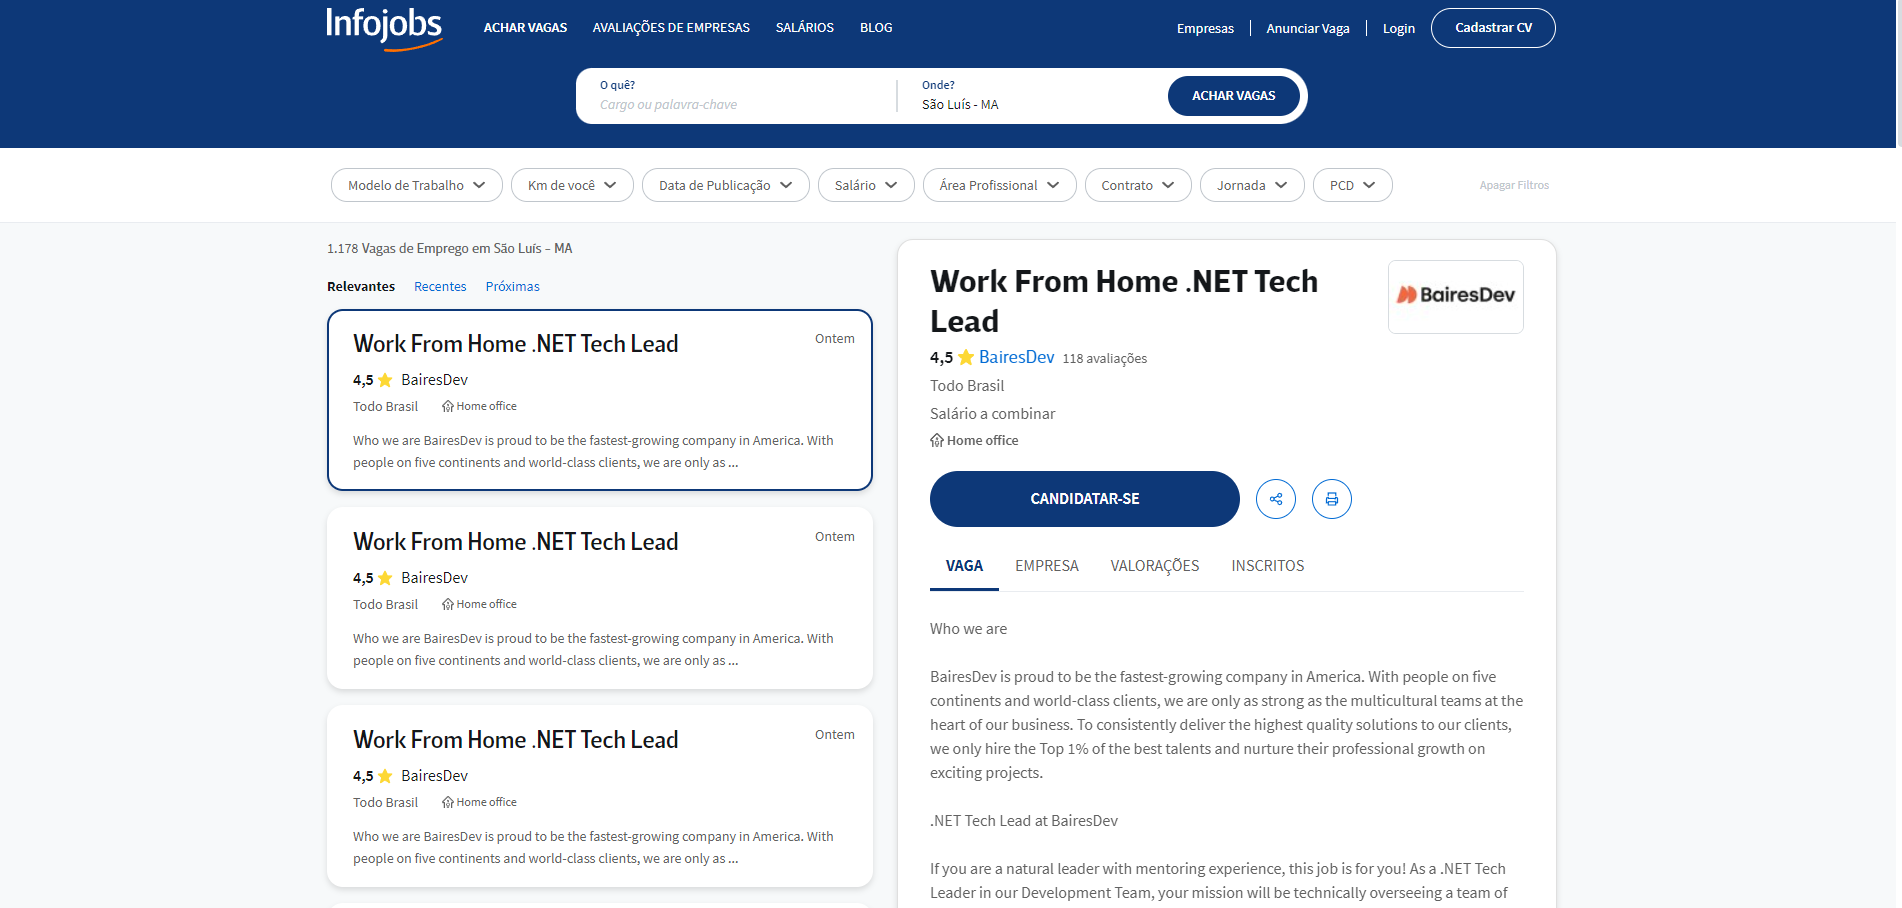 Infojobs
ACHAR VAGAS AVALIAÇÕES DE EMPRESAS SALÁRIOS BLOG
Empresas Anunciar Vaga Login Cadastrar CV
O quê?
Cargo ou palavra-chave
Onde?
São Luís - MA
ACHAR VAGAS
Modelo de Trabalho Km de você Data de Publicação Salário Área Profissional Contrato Jornada PCD Apagar Filtros
1.178 Vagas de Emprego em São Luís - MA
Relevantes Recentes Próximas
Work From Home .NET Tech Lead
Ontem
4,5 BairesDev
Todo Brasil Home office
Who we are BairesDev is proud to be the fastest-growing company in America. With
people on five continents and world-class clients, we are only as ...
Work From Home .NET Tech Lead
Ontem
4,5 BairesDev
Todo Brasil Home office
Who we are BairesDev is proud to be the fastest-growing company in America. With
people on five continents and world-class clients, we are only as ...
Work From Home .NET Tech Lead
Ontem
4,5 BairesDev
Todo Brasil Home office
Who we are BairesDev is proud to be the fastest-growing company in America. With
people on five continents and world-class clients, we are only as ...
Work From Home .NET Tech
Lead
BairesDev
4,5 BairesDev 118 avaliações
Todo Brasil
Salário a combinar
Home office
CANDIDATAR-SE
VAGA EMPRESA VALORAÇÕES INSCRITOS
Who we are
BairesDev is proud to be the fastest-growing company in America. With people on five
continents and world-class clients, we are only as strong as the multicultural teams at the
heart of our business. To consistently deliver the highest quality solutions to our clients,
we only hire the Top 1% of the best talents and nurture their professional growth on
exciting projects.
.NET Tech Lead at BairesDev
If you are a natural leader with mentoring experience, this job is for you! As a .NET Tech
Leader in our Development Team, your mission will be technically overseeing a team of